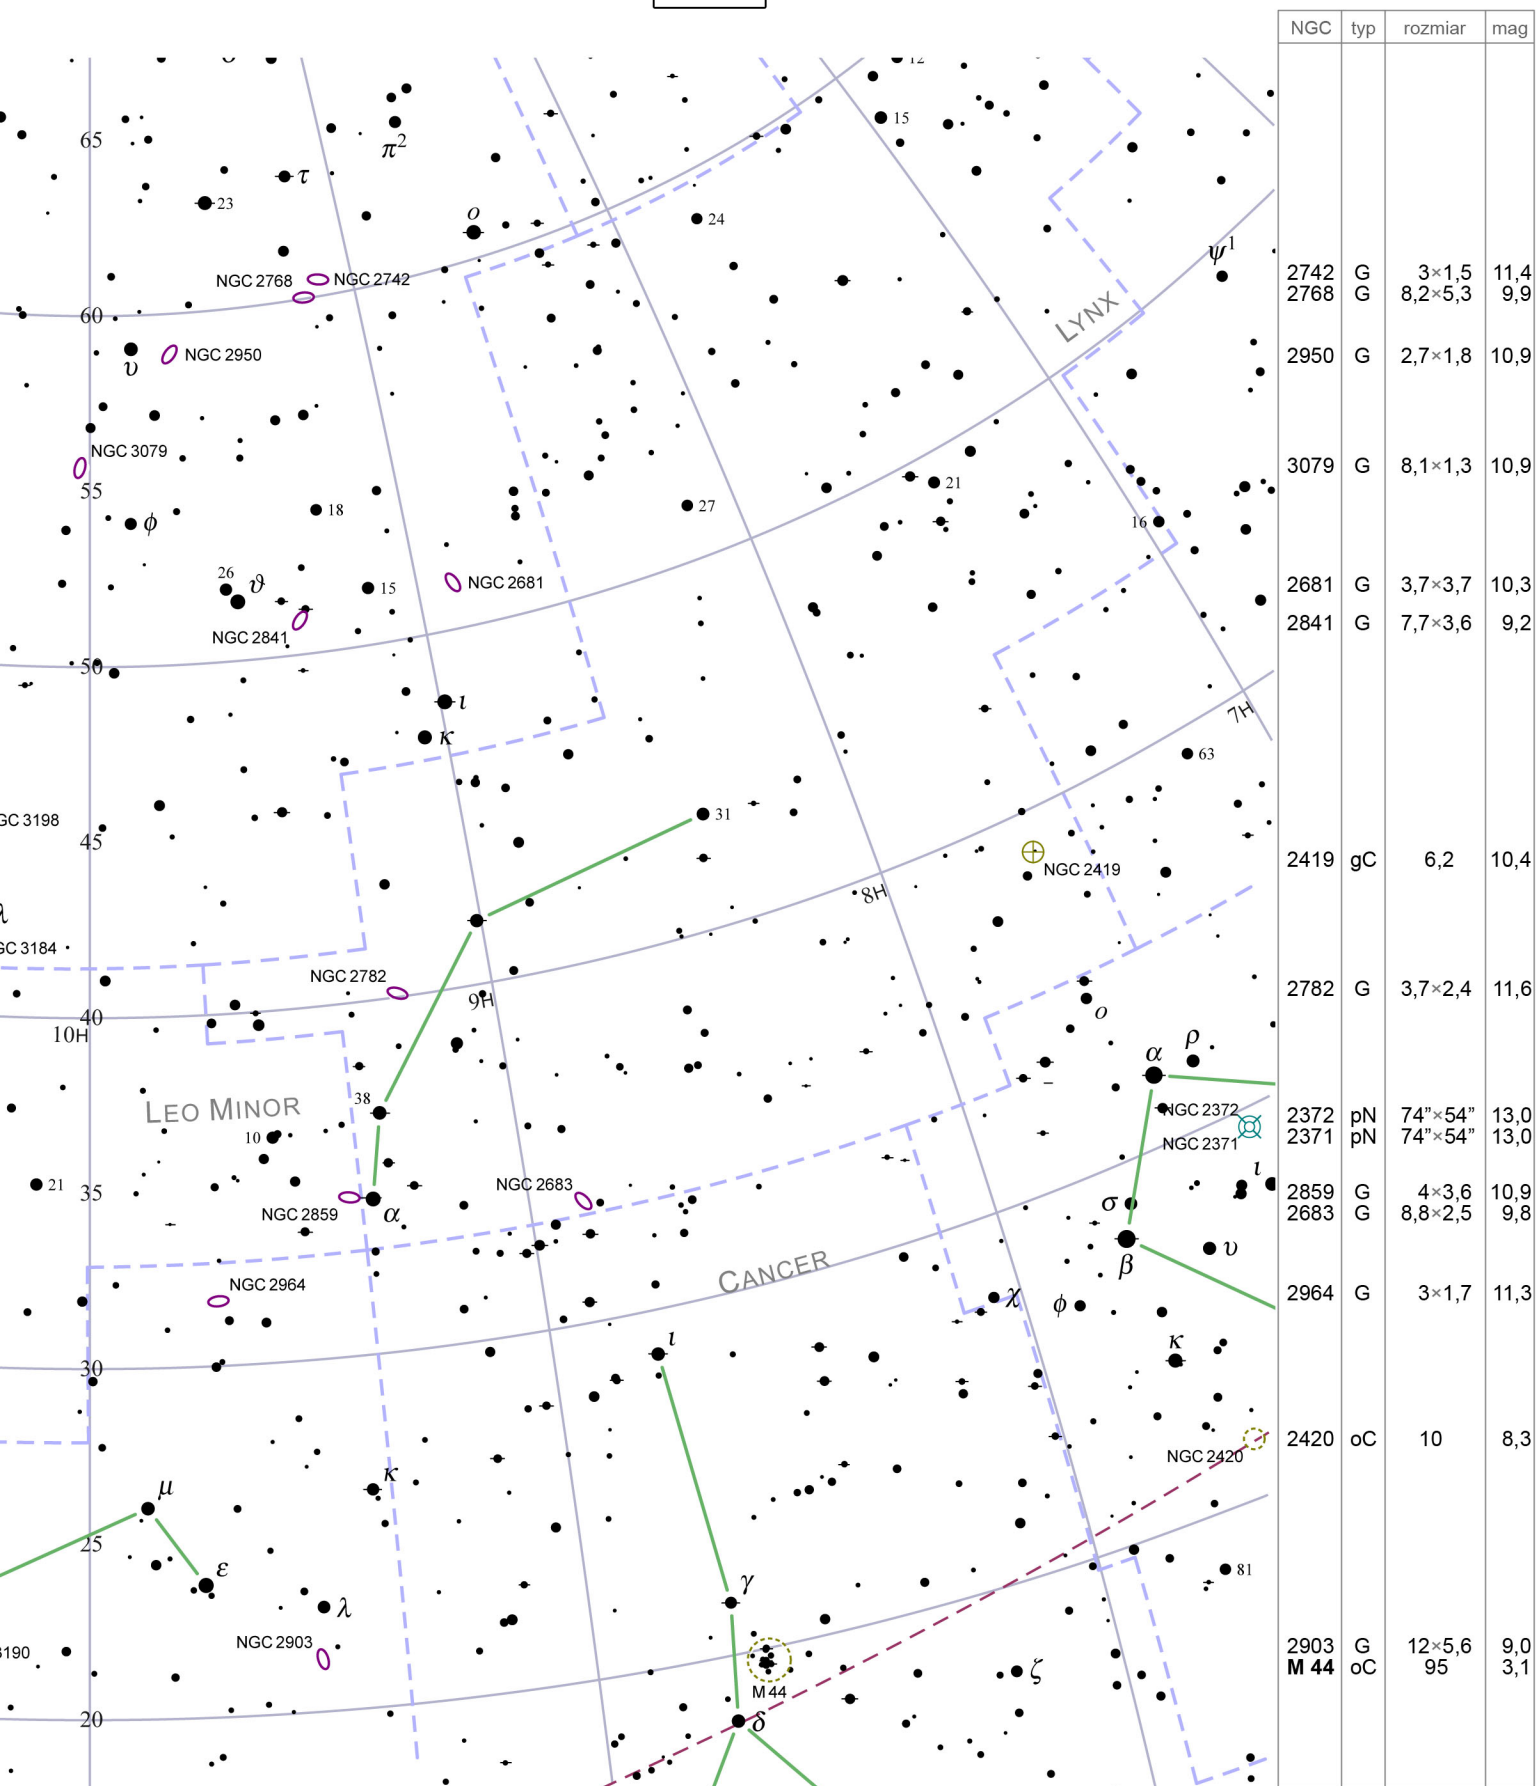 NGC typ rozmiar mag
12
15
65
π²
τ
23
ο
24
ψ¹
NGC 2768
NGC 2742
2742 G 3×1,5 11,4
2768 G 8,2×5,3 9,9
60
LYNX
υ
NGC 2950
2950 G 2,7×1,8 10,9
NGC 3079
3079 G 8,1×1,3 10,9
55
21
18
27
16
ϕ
26
ϑ
15
NGC 2681
2681 G 3,7×3,7 10,3
NGC 2841
2841 G 7,7×3,6 9,2
50
ι
7H
κ
63
GC 3198
45
31
NGC 2419
2419 gC 6,2 10,4
8H
λ
GC 3184
NGC 2782
2782 G 3,7×2,4 11,6
9H
ο
40
10H
α
ρ
LEO MINOR
38
NGC 2372
2372 pN 74”×54” 13,0
10
NGC 2371
2371 pN 74”×54” 13,0
ι
21
35
NGC 2683
NGC 2859
α
σ
2859 G 4×3,6 10,9
2683 G 8,8×2,5 9,8
υ
β
CANCER
NGC 2964
2964 G 3×1,7 11,3
χ
ϕ
ι
κ
30
NGC 2420
2420 oC 10 8,3
κ
μ
25
ε
γ
81
λ
NGC 2903
2903 G 12×5,6 9,0
3190
M 44
M 44 oC 95 3,1
ζ
20
δ